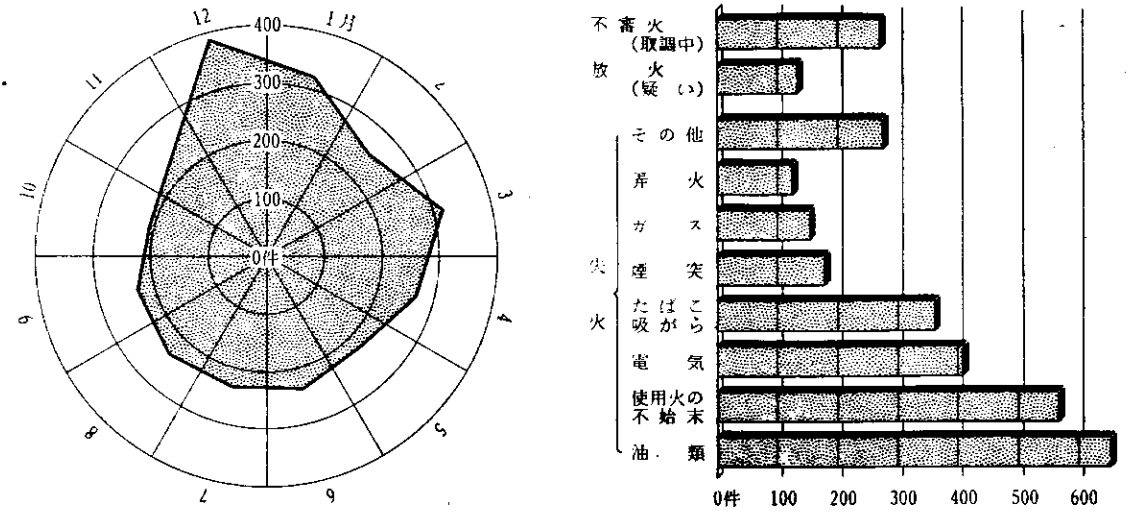 12
1月
2
3
4
5
6
7
8
9
10
11
400
300
200
100
0件
不審火
(取調中)
放火
(疑い)
その他
弄火
ガス
煙突
たばこ
吸がら
電気
使用火の
不始末
油類
失火
0件 100 200 300 400 500 600